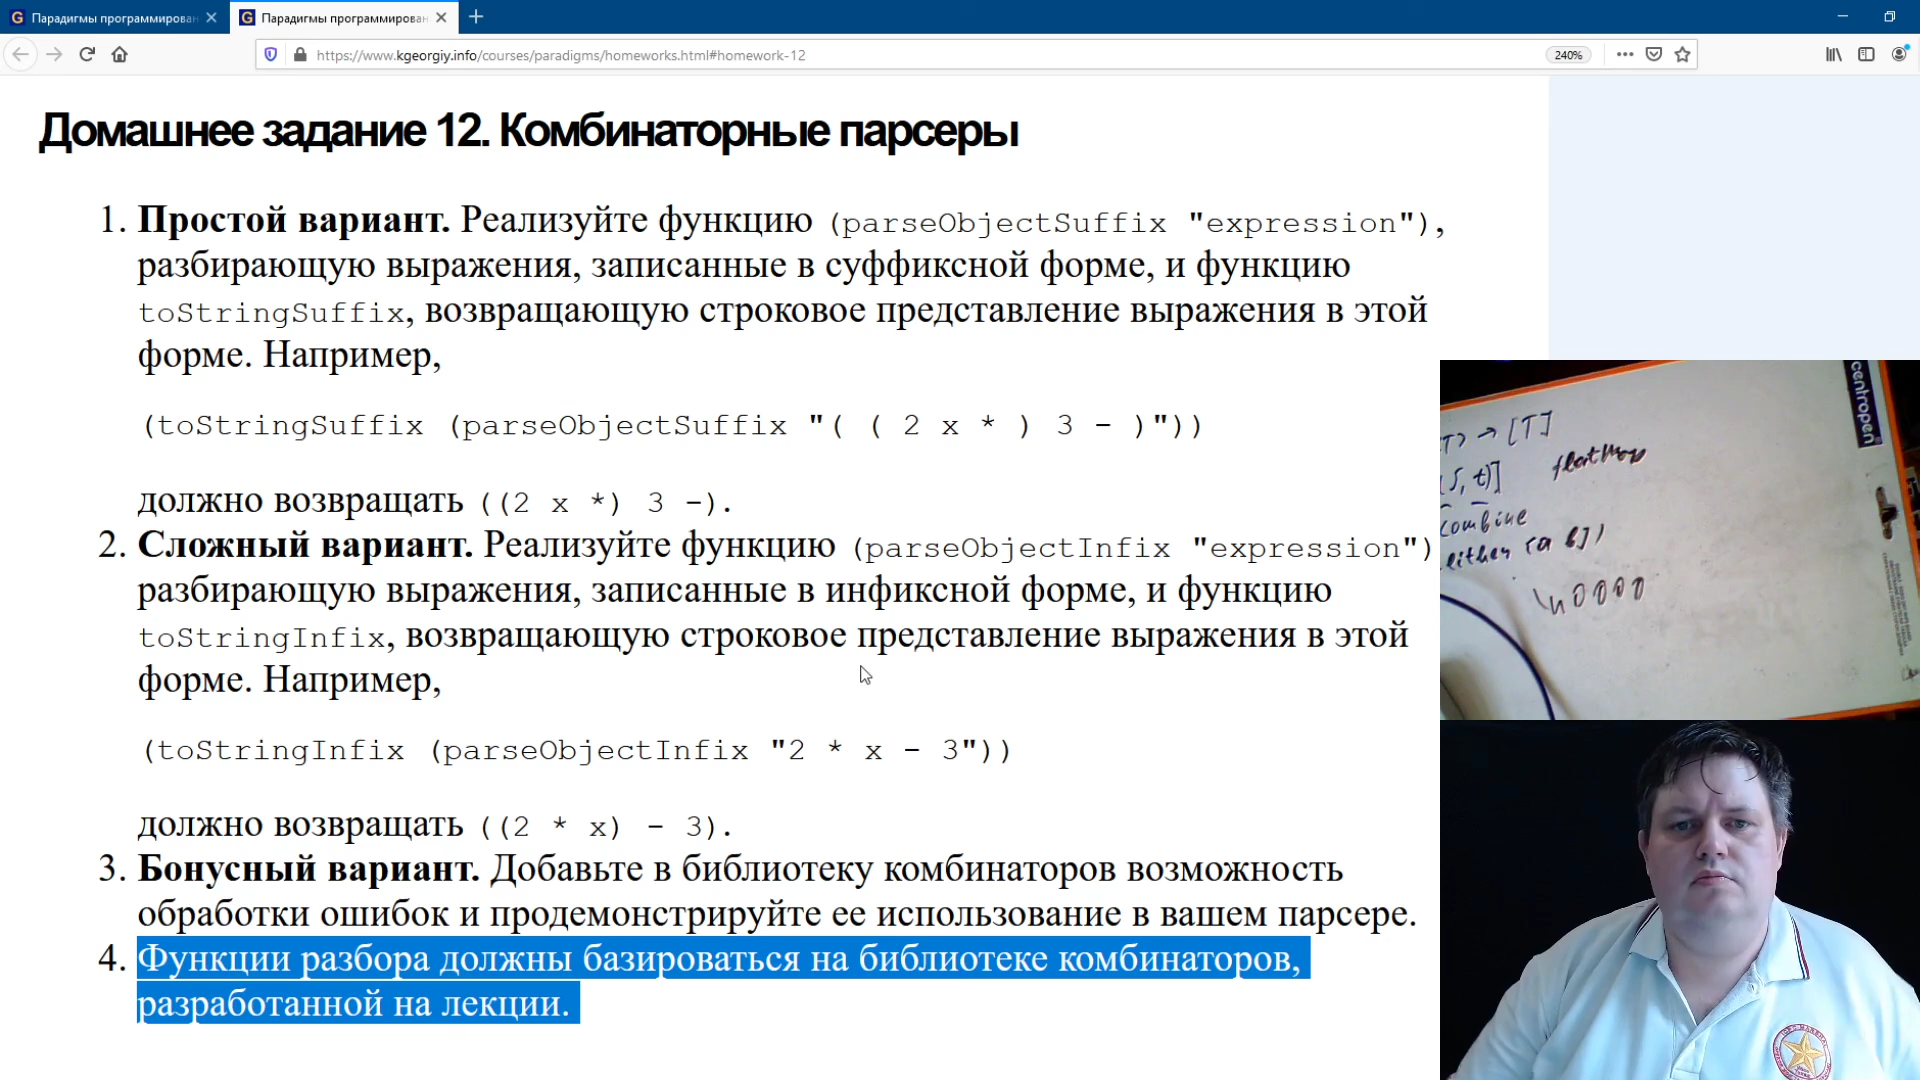 Парадигмы программирован
Парадигмы программирован
https://www.kgeorgiy.info/courses/paradigms/homeworks.html#homework-12
240%
Домашнее задание 12. Комбинаторные парсеры
1. Простой вариант. Реализуйте функцию (parseObjectSuffix "expression"),
разбирающую выражения, записанные в суффиксной форме, и функцию
toStringSuffix, возвращающую строковое представление выражения в этой
форме. Например,
(toStringSuffix (parseObjectSuffix "( ( 2 x * ) 3 - )"))
должно возвращать ((2 x *) 3 -).
2. Сложный вариант. Реализуйте функцию (parseObjectInfix "expression")
разбирающую выражения, записанные в инфиксной форме, и функцию
toStringInfix, возвращающую строковое представление выражения в этой
форме. Например,
(toStringInfix (parseObjectInfix "2 * x - 3"))
должно возвращать ((2 * x) - 3).
3. Бонусный вариант. Добавьте в библиотеку комбинаторов возможность
обработки ошибок и продемонстрируйте ее использование в вашем парсере.
4. Функции разбора должны базироваться на библиотеке комбинаторов,
разработанной на лекции.
centropen
T) → [T]
flatMap
S, t)]
combine
either (a b])
\n0000